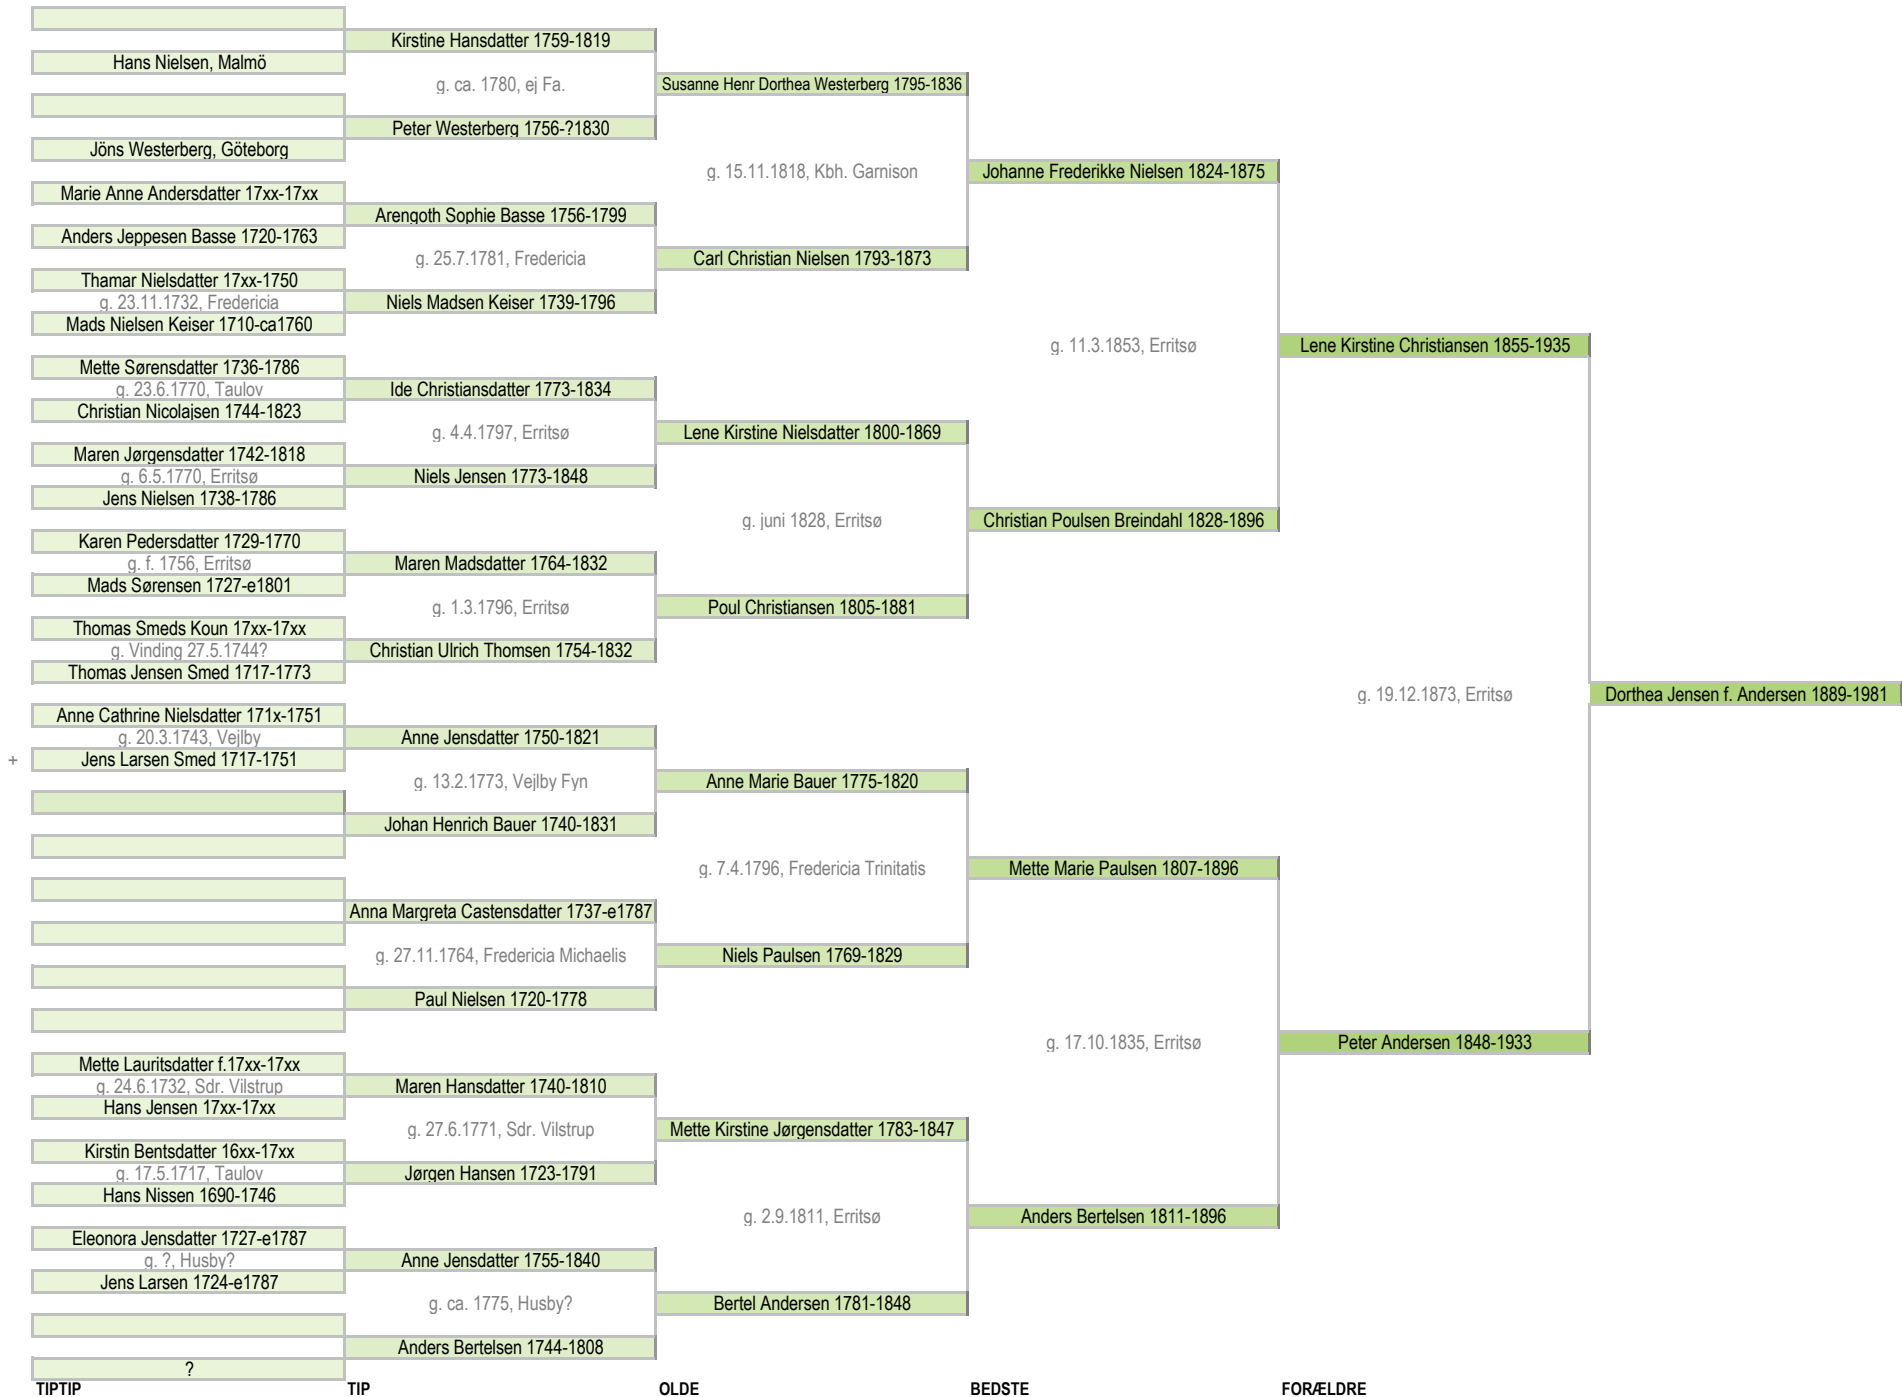 Kirstine Hansdatter 1759-1819
Hans Nielsen, Malmö
g. ca. 1780, ej Fa.
Susanne Henr Dorthea Westerberg 1795-1836
Peter Westerberg 1756-?1830
Jöns Westerberg, Göteborg
g. 15.11.1818, Kbh. Garnison
Johanne Frederikke Nielsen 1824-1875
Marie Anne Andersdatter 17xx-17xx
Arengoth Sophie Basse 1756-1799
Anders Jeppesen Basse 1720-1763
g. 25.7.1781, Fredericia
Carl Christian Nielsen 1793-1873
Thamar Nielsdatter 17xx-1750
g. 23.11.1732, Fredericia
Niels Madsen Keiser 1739-1796
Mads Nielsen Keiser 1710-ca1760
g. 11.3.1853, Erritsø
Lene Kirstine Christiansen 1855-1935
Mette Sørensdatter 1736-1786
g. 23.6.1770, Taulov
Ide Christiansdatter 1773-1834
Christian Nicolajsen 1744-1823
g. 4.4.1797, Erritsø
Lene Kirstine Nielsdatter 1800-1869
Maren Jørgensdatter 1742-1818
g. 6.5.1770, Erritsø
Niels Jensen 1773-1848
Jens Nielsen 1738-1786
g. juni 1828, Erritsø
Christian Poulsen Breindahl 1828-1896
Karen Pedersdatter 1729-1770
g. f. 1756, Erritsø
Maren Madsdatter 1764-1832
Mads Sørensen 1727-e1801
g. 1.3.1796, Erritsø
Poul Christiansen 1805-1881
Thomas Smeds Koun 17xx-17xx
g. Vinding 27.5.1744?
Christian Ulrich Thomsen 1754-1832
Thomas Jensen Smed 1717-1773
g. 19.12.1873, Erritsø
Dorthea Jensen f. Andersen 1889-1981
Anne Cathrine Nielsdatter 171x-1751
g. 20.3.1743, Vejlby
Anne Jensdatter 1750-1821
+
Jens Larsen Smed 1717-1751
g. 13.2.1773, Vejlby Fyn
Anne Marie Bauer 1775-1820
Johan Henrich Bauer 1740-1831
g. 7.4.1796, Fredericia Trinitatis
Mette Marie Paulsen 1807-1896
Anna Margreta Castensdatter 1737-e1787
g. 27.11.1764, Fredericia Michaelis
Niels Paulsen 1769-1829
Paul Nielsen 1720-1778
g. 17.10.1835, Erritsø
Peter Andersen 1848-1933
Mette Lauritsdatter f.17xx-17xx
g. 24.6.1732, Sdr. Vilstrup
Maren Hansdatter 1740-1810
Hans Jensen 17xx-17xx
g. 27.6.1771, Sdr. Vilstrup
Mette Kirstine Jørgensdatter 1783-1847
Kirstin Bentsdatter 16xx-17xx
g. 17.5.1717, Taulov
Jørgen Hansen 1723-1791
Hans Nissen 1690-1746
g. 2.9.1811, Erritsø
Anders Bertelsen 1811-1896
Eleonora Jensdatter 1727-e1787
g. ?, Husby?
Anne Jensdatter 1755-1840
Jens Larsen 1724-e1787
g. ca. 1775, Husby?
Bertel Andersen 1781-1848
Anders Bertelsen 1744-1808
?
TIPTIP TIP OLDE BEDSTE FORÆLDRE